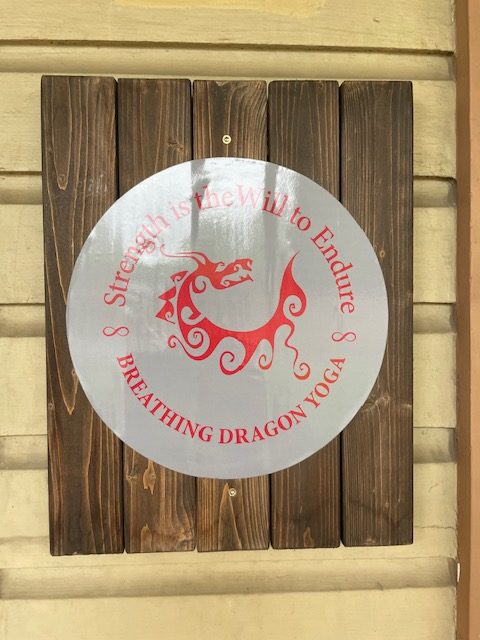 Strength is the Will to Endure
BREATHING DRAGON YOGA